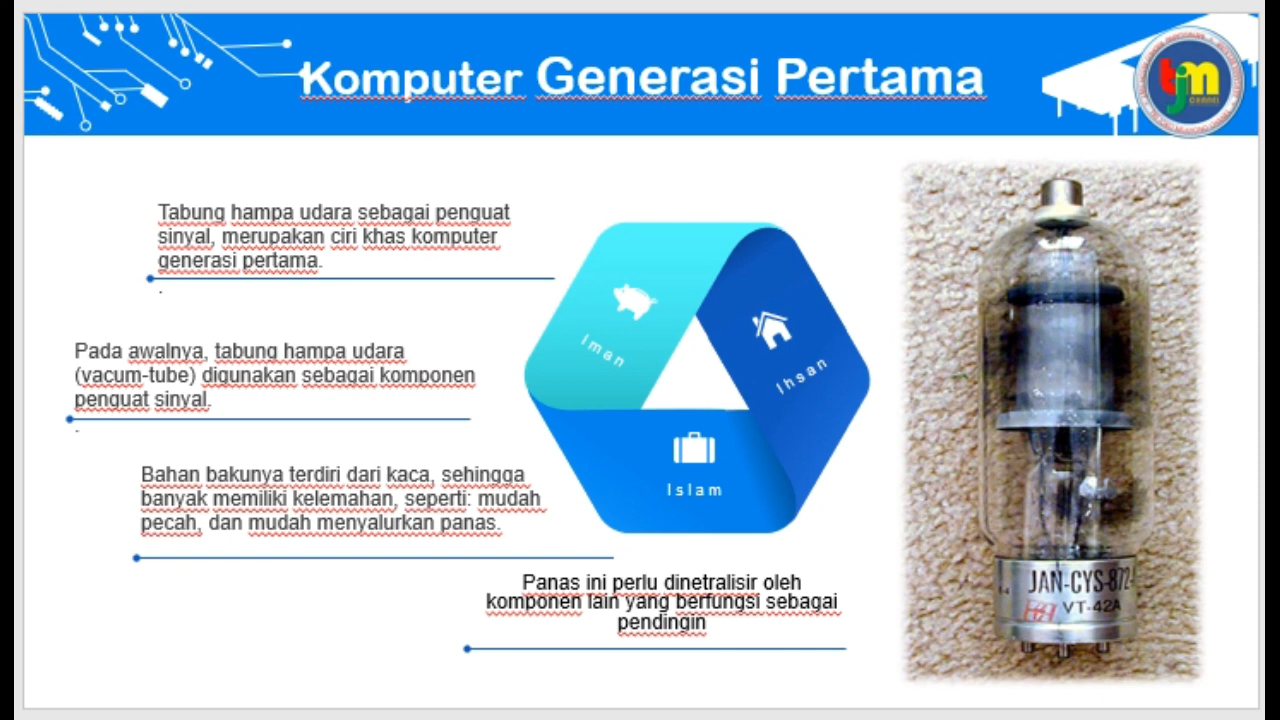 Komputer Generasi Pertama
tjm
CHANNEL
Tabung hampa udara sebagai penguat
sinyal, merupakan ciri khas komputer
generasi pertama.
.
Pada awalnya, tabung hampa udara
(vacum-tube) digunakan sebagai komponen
penguat sinyal.
.
Bahan bakunya terdiri dari kaca, sehingga
banyak memiliki kelemahan, seperti: mudah
pecah, dan mudah menyalurkan panas.
Panas ini perlu dinetralisir oleh
komponen lain yang berfungsi sebagai
pendingin
Iman
Ihsan
Islam
JAN-CYS-872
VT-42A